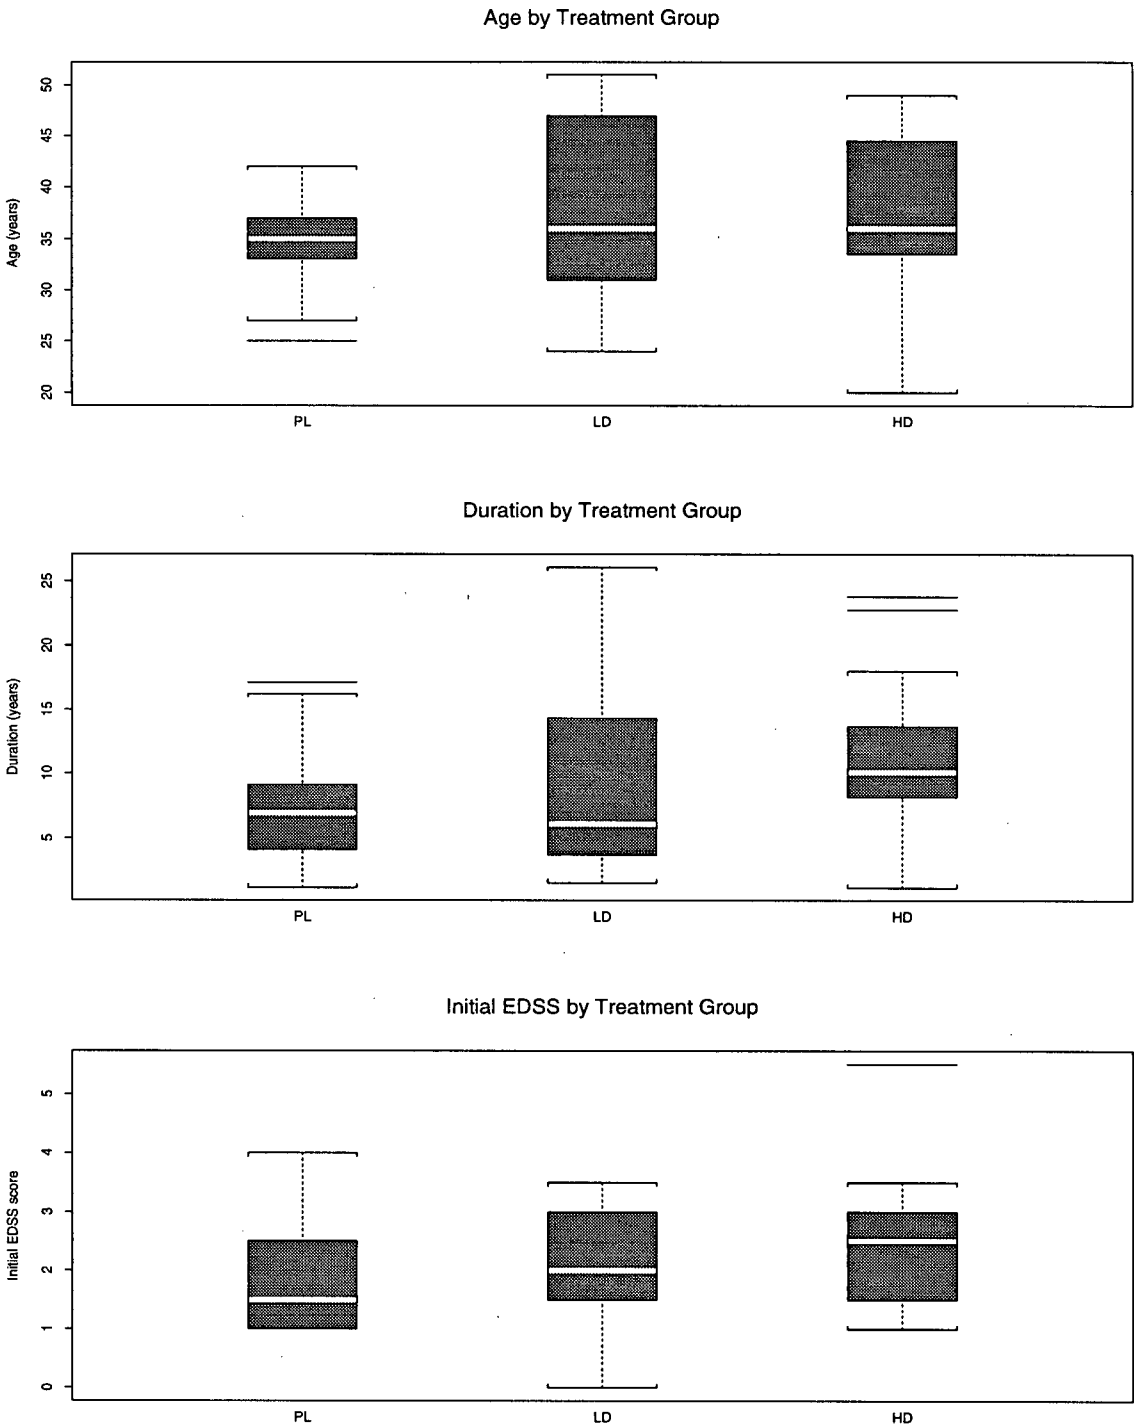 Age by Treatment Group
50
45
40
35
30
25
20
Age (years)
PL LD HD
Duration by Treatment Group
25
20
15
10
5
Duration (years)
PL LD HD
Initial EDSS by Treatment Group
5
4
3
2
1
0
Initial EDSS score
PL LD HD